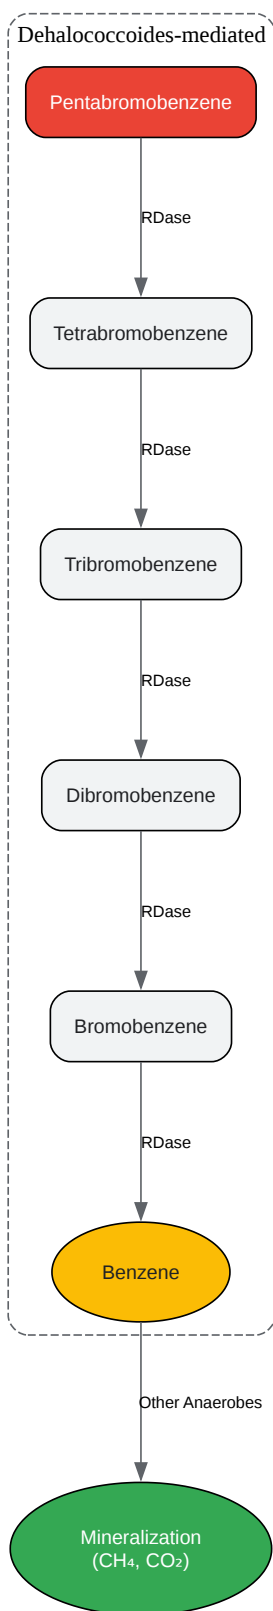 Dehalococcoides-mediated
Pentabromobenzene
RDase
Tetrabromobenzene
RDase
Tribromobenzene
RDase
Dibromobenzene
RDase
Bromobenzene
RDase
Benzene
Other Anaerobes
Mineralization
(CH₄, CO₂)